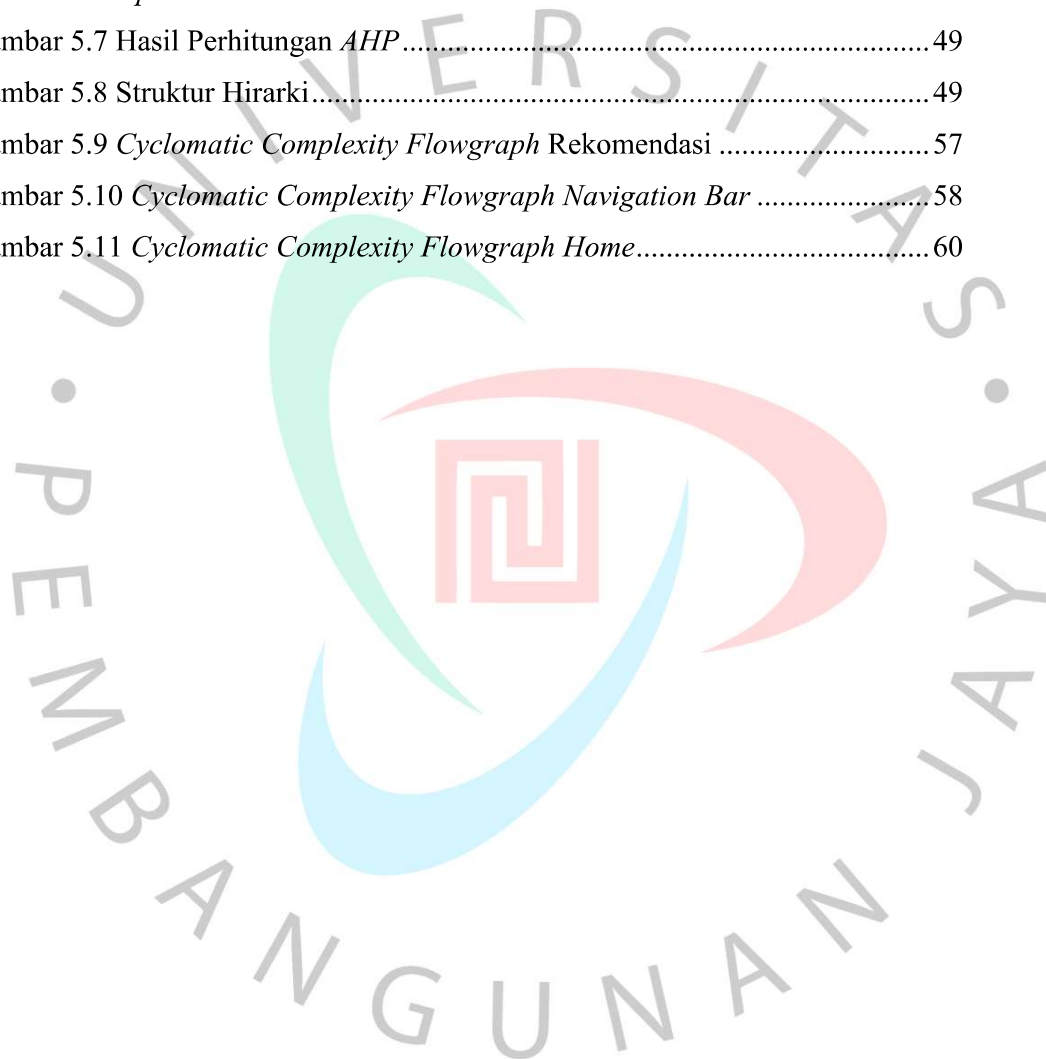 mbar 5.7 Hasil Perhitungan AHP...................................................................... 49
mbar 5.8 Struktur Hirarki.................................................................................. 49
mbar 5.9 Cyclomatic Complexity Flowgraph Rekomendasi ............................ 57
mbar 5.10 Cyclomatic Complexity Flowgraph Navigation Bar ....................... 58
mbar 5.11 Cyclomatic Complexity Flowgraph Home....................................... 60
UNIVERSITAS • PEMBANGUNAN JAYA •